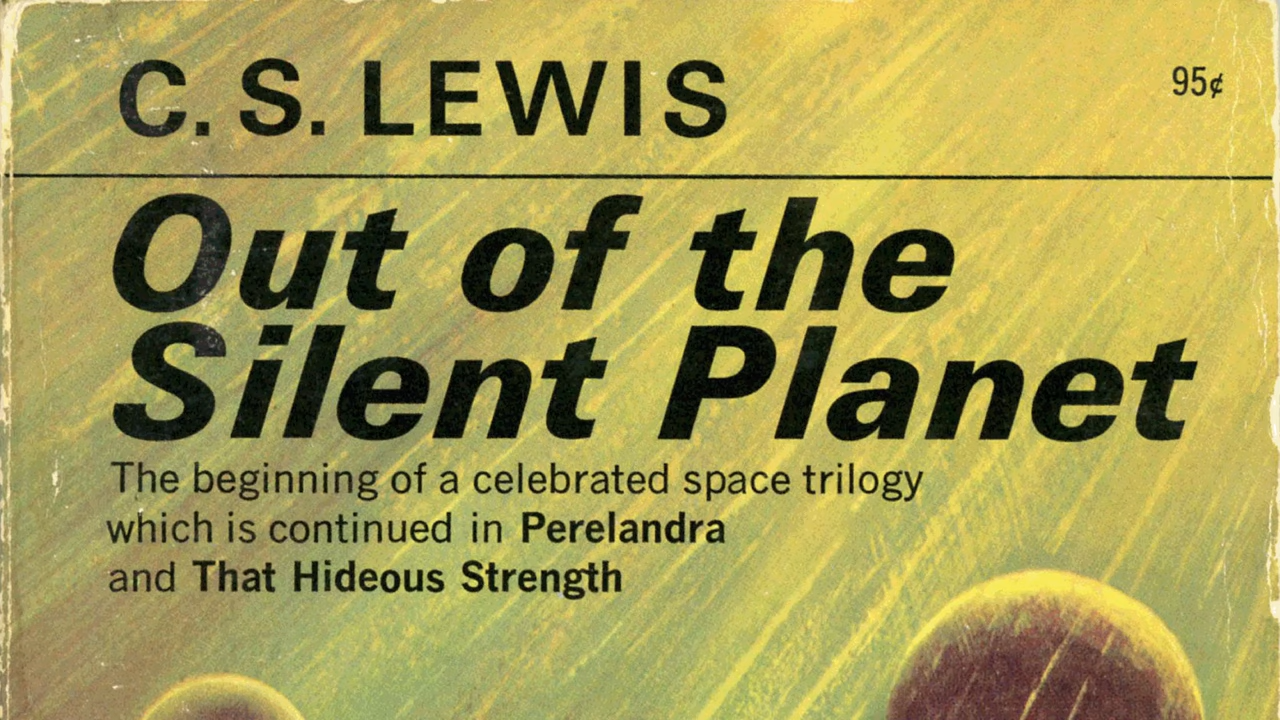 C. S. LEWIS
95¢
Out of the
Silent Planet
The beginning of a celebrated space trilogy
which is continued in Perelandra
and That Hideous Strength